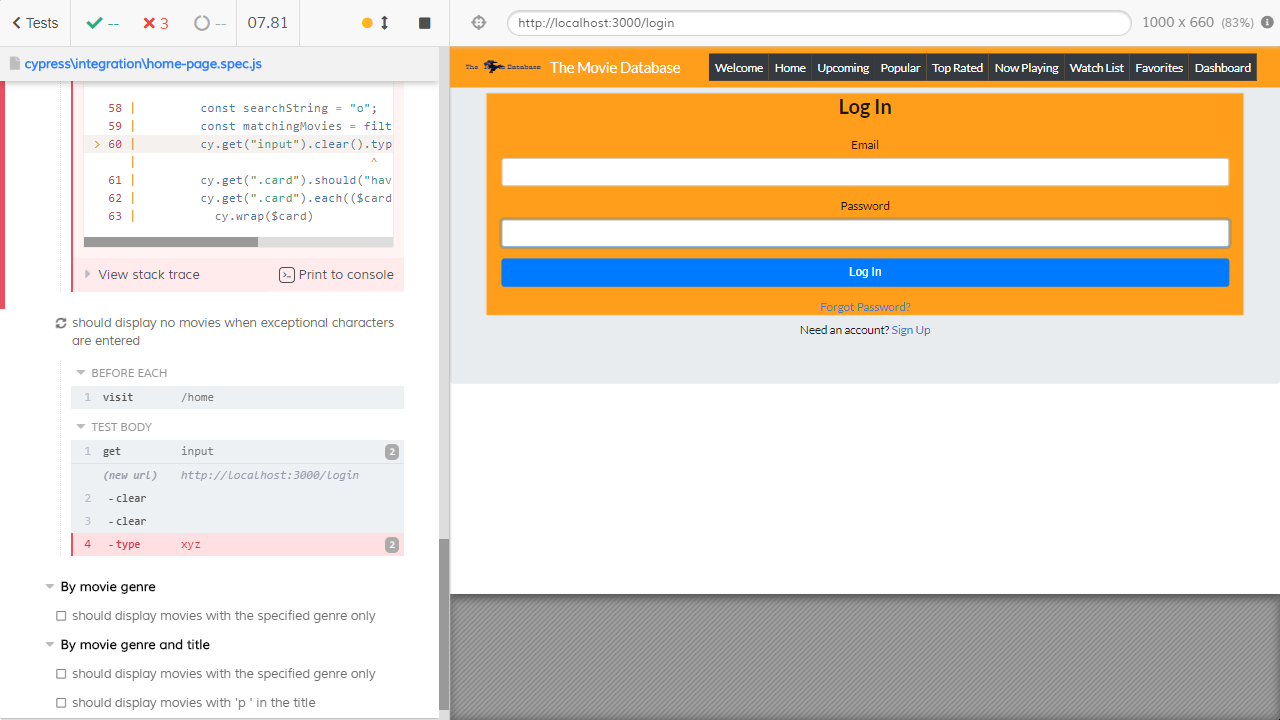 Tests
--
3
--
07.81
cypress\integration\home-page.spec.js
58 | const searchString = "o";
59 | const matchingMovies = filt
> 60 | cy.get("input").clear().typ
| ^
61 | cy.get(".card").should("hav
62 | cy.get(".card").each(($card
63 | cy.wrap($card)
View stack trace
Print to console
should display no movies when exceptional characters
are entered
BEFORE EACH
1 visit /home
TEST BODY
1 get input 2
(new url) http://localhost:3000/login
2 -clear
3 -clear
4 -type xyz 2
By movie genre
should display movies with the specified genre only
By movie genre and title
should display movies with the specified genre only
should display movies with 'p ' in the title
http://localhost:3000/login
1000 x 660 (83%)
The Movie Database
Welcome
Home
Upcoming
Popular
Top Rated
Now Playing
Watch List
Favorites
Dashboard
Log In
Email
Password
Log In
Forgot Password?
Need an account? Sign Up